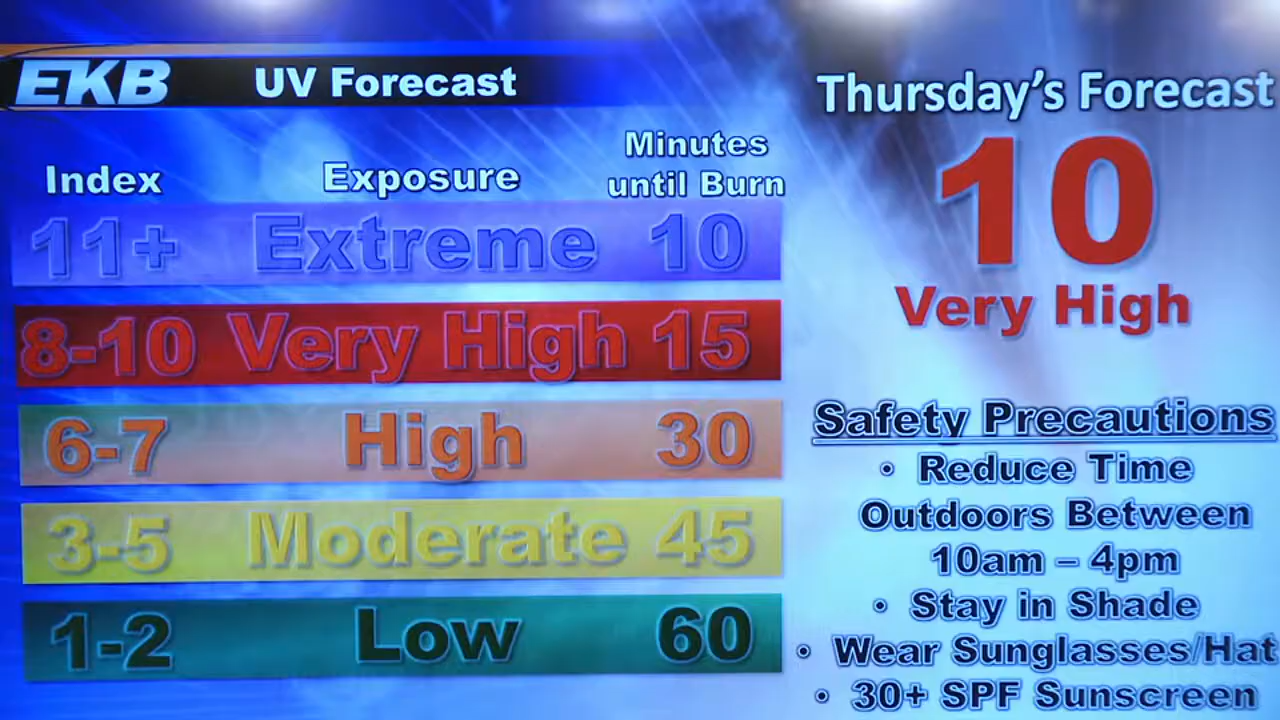 EKB UV Forecast
Index Exposure Minutes until Burn
11+ Extreme 10
8-10 Very High 15
6-7 High 30
3-5 Moderate 45
1-2 Low 60
Thursday's Forecast
10
Very High
Safety Precautions
• Reduce Time
Outdoors Between
10am – 4pm
• Stay in Shade
• Wear Sunglasses/Hat
• 30+ SPF Sunscreen